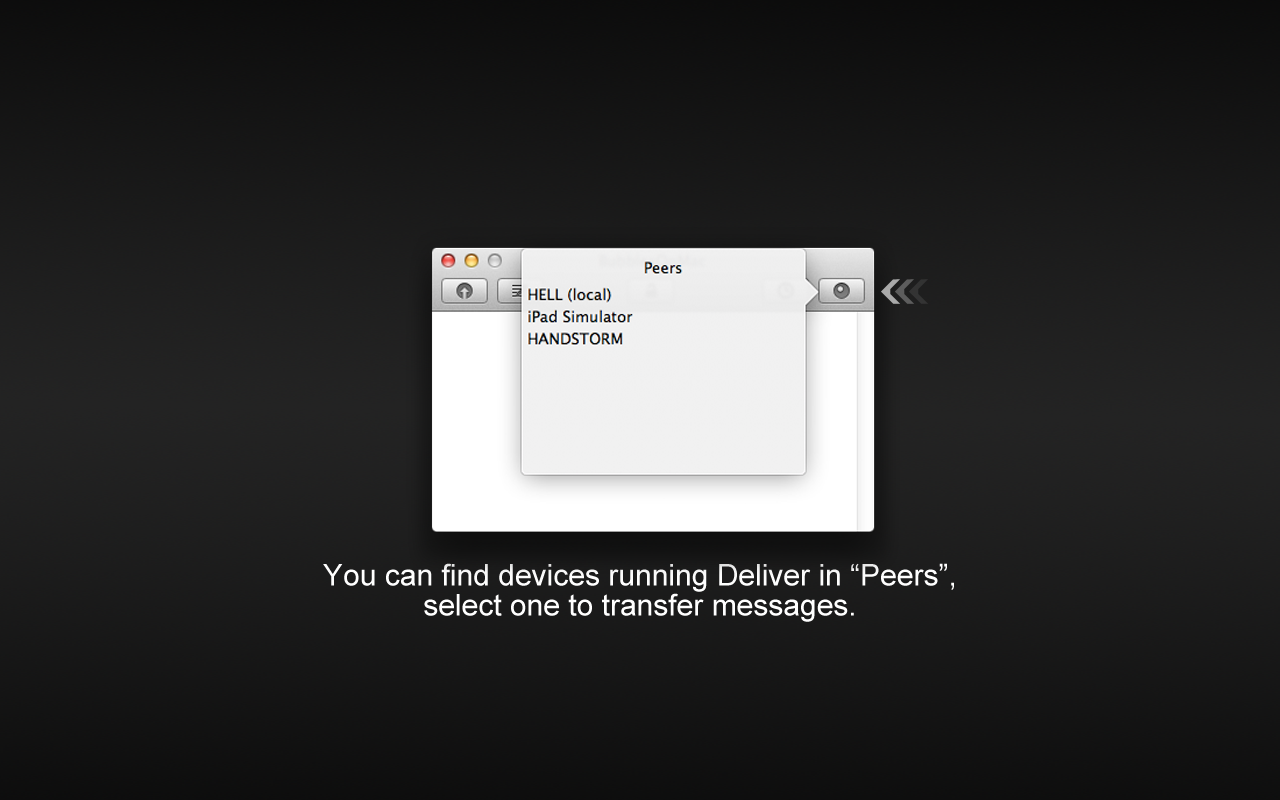 Peers
HELL (local)
iPad Simulator
HANDSTORM
You can find devices running Deliver in “Peers”,
select one to transfer messages.